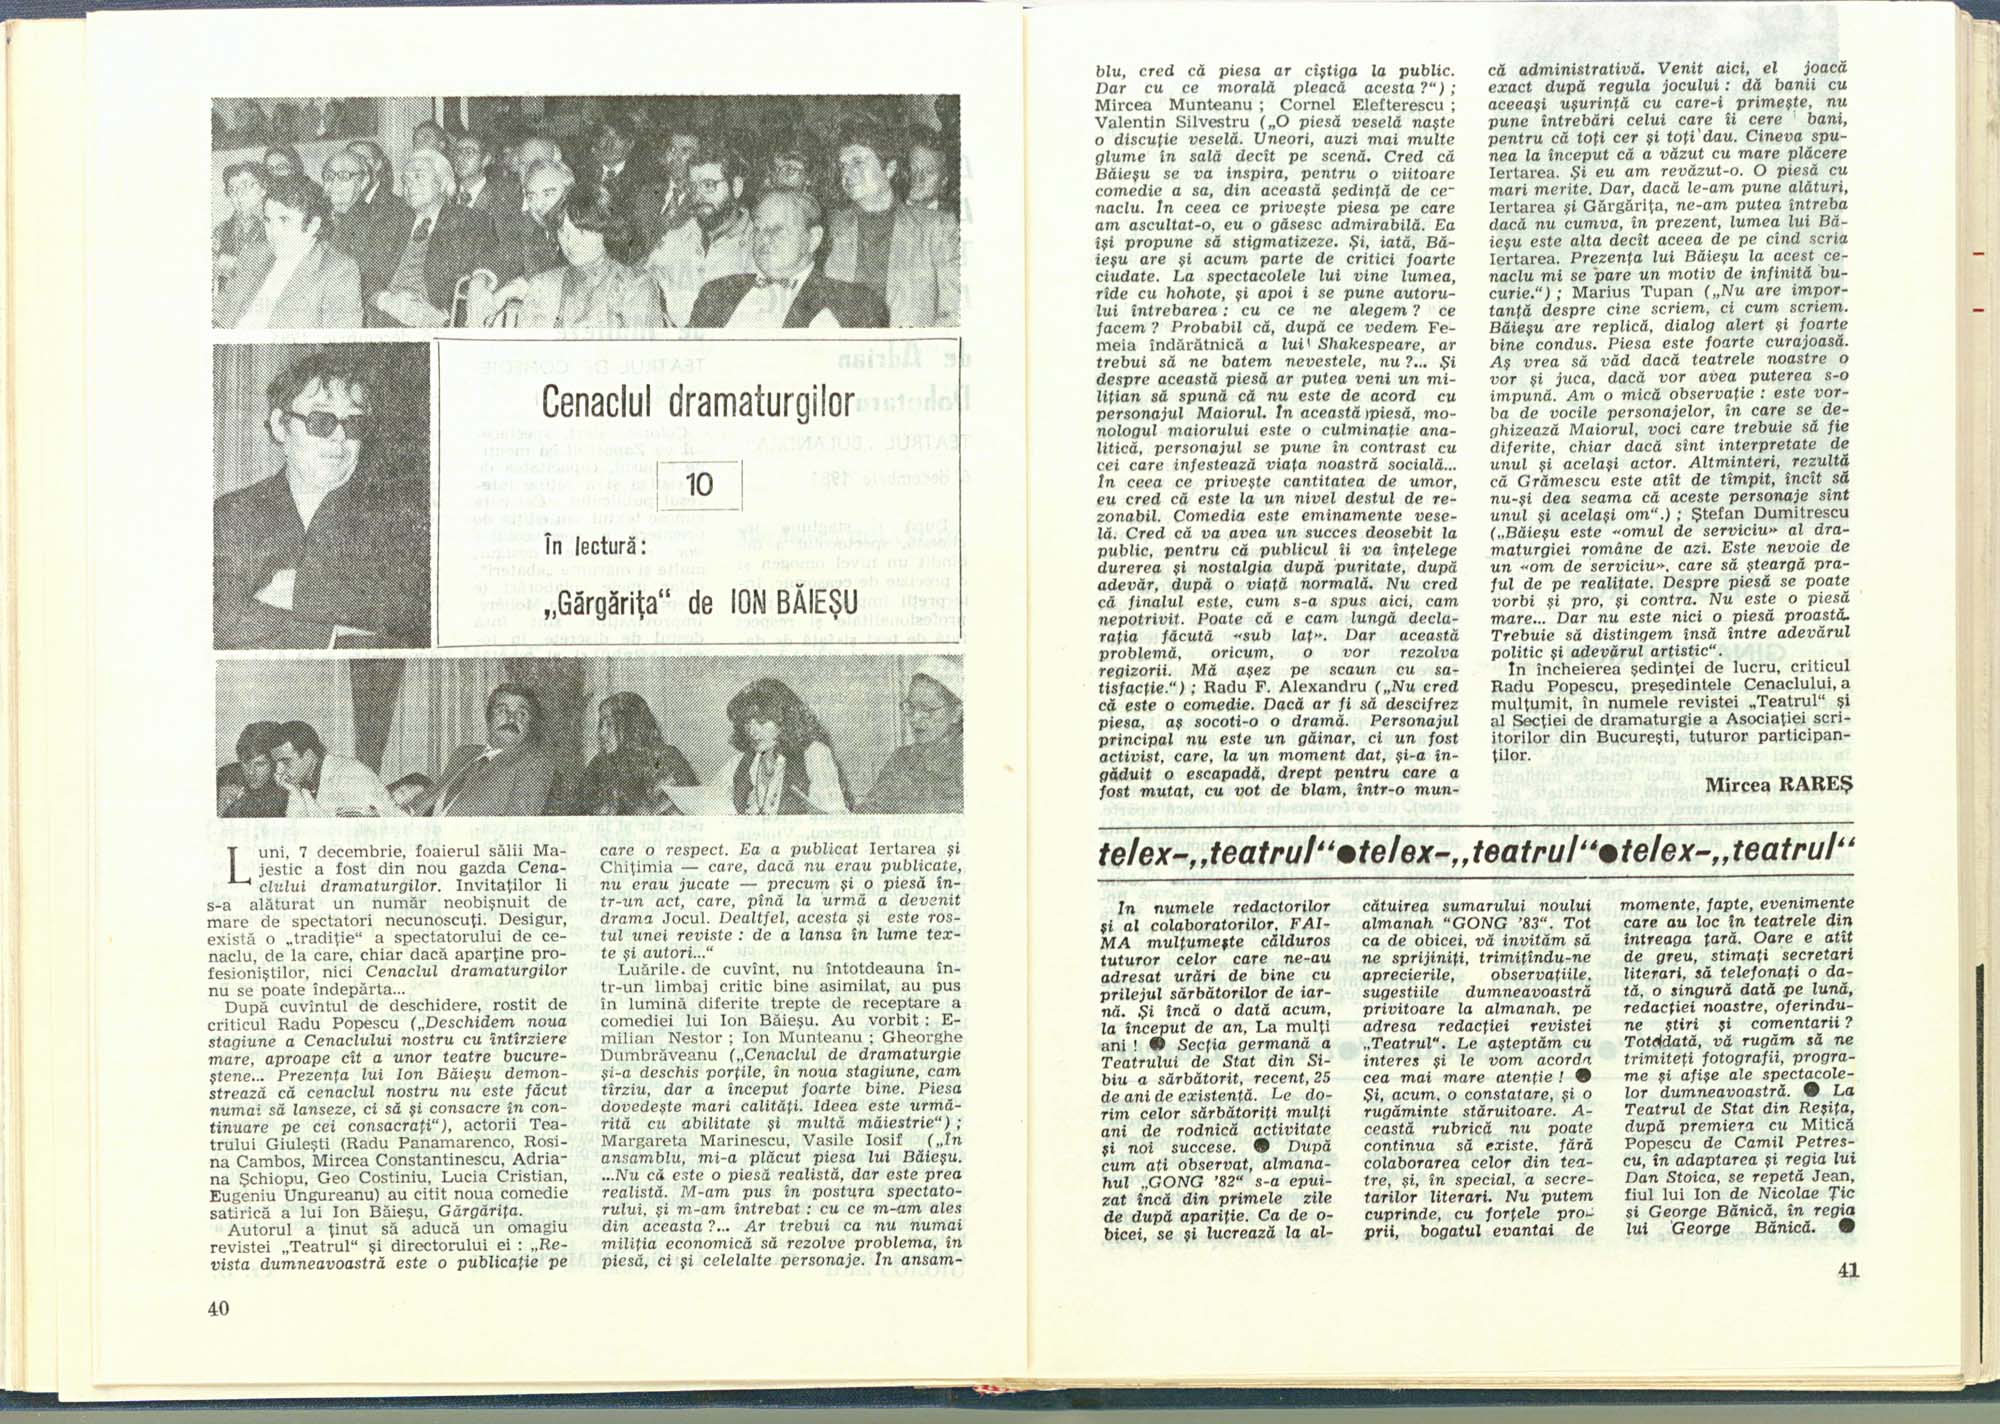 Cenaclul dramaturgilor
10
În lectură:
„Gărgărița“ de ION BĂIEȘU
Luni, 7 decembrie, foaierul sălii Ma-
jestic a fost din nou gazda Cena-
clului dramaturgilor. Invitaților li
s-a alăturat un număr neobișnuit de
mare de spectatori necunoscuți. Desigur,
există o „tradiție“ a spectatorului de ce-
naclu, de la care, chiar dacă aparține pro-
fesioniștilor, nici Cenaclul dramaturgilor
nu se poate îndepărta...
După cuvîntul de deschidere, rostit de
criticul Radu Popescu („Deschidem noua
stagiune a Cenaclului nostru cu întîrziere
mare, aproape cît a unor teatre bucure-
ștene... Prezența lui Ion Băieșu demon-
strează că cenaclul nostru nu este făcut
numai să lanseze, ci să și consacre în con-
tinuare pe cei consacrați“), actorii Tea-
trului Giulești (Radu Panamarenco, Rosi-
na Cambos, Mircea Constantinescu, Adria-
na Șchiopu, Geo Costiniu, Lucia Cristian,
Eugeniu Ungureanu) au citit noua comedie
satirică a lui Ion Băieșu, Gărgărița.
Autorul a ținut să aducă un omagiu
revistei „Teatrul“ și directorului ei : „Re-
vista dumneavoastră este o publicație pe
care o respect. Ea a publicat Iertarea și
Chițimia — care, dacă nu erau publicate,
nu erau jucate — precum și o piesă în-
tr-un act, care, pînă la urmă a devenit
drama Jocul. Dealtfel, acesta și este ros-
tul unei reviste : de a lansa în lume tex-
te și autori...“
Luările de cuvînt, nu întotdeauna în-
tr-un limbaj critic bine asimilat, au pus
în lumină diferite trepte de receptare a
comediei lui Ion Băieșu. Au vorbit : E-
milian Nestor ; Ion Munteanu ; Gheorghe
Dumbrăveanu („Cenaclul de dramaturgie
și-a deschis porțile, în noua stagiune, cam
tîrziu, dar a început foarte bine. Piesa
dovedește mari calități. Ideea este urmă-
rită cu abilitate și multă măiestrie“) ;
Margareta Marinescu, Vasile Iosif („În
ansamblu, mi-a plăcut piesa lui Băieșu.
...Nu că este o piesă realistă, dar este prea
realistă. M-am pus în postura spectato-
rului, și m-am întrebat : cu ce m-am ales
din aceasta ?... Ar trebui ca nu numai
miliția economică să rezolve problema, în
piesă, ci și celelalte personaje. În ansam-
40
blu, cred că piesa ar cîștiga la public.
Dar cu ce morală pleacă acesta ?“) ;
Mircea Munteanu ; Cornel Elefterescu ;
Valentin Silvestru („O piesă veselă naște
o discuție veselă. Uneori, auzi mai multe
glume în sală decît pe scenă. Cred că
Băieșu se va inspira, pentru o viitoare
comedie a sa, din această ședință de ce-
naclu. În ceea ce privește piesa pe care
am ascultat-o, eu o găsesc admirabilă. Ea
își propune să stigmatizeze. Și, iată, Bă-
ieșu are și acum parte de critici foarte
ciudate. La spectacolele lui vine lumea,
rîde cu hohote, și apoi i se pune autoru-
lui întrebarea : cu ce ne alegem ? ce
facem ? Probabil că, după ce vedem Fe-
meia îndărătnică a lui Shakespeare, ar
trebui să ne batem nevestele, nu ?... Și
despre această piesă ar putea veni un mi-
lițian să spună că nu este de acord cu
personajul Maiorul. În această piesă, mo-
nologul maiorului este o culminație ana-
litică, personajul se pune în contrast cu
cei care infestează viața noastră socială...
În ceea ce privește cantitatea de umor,
eu cred că este la un nivel destul de re-
zonabil. Comedia este eminamente vese-
lă. Cred că va avea un succes deosebit la
public, pentru că publicul îi va înțelege
durerea și nostalgia după puritate, după
adevăr, după o viață normală. Nu cred
că finalul este, cum s-a spus aici, cam
nepotrivit. Poate că e cam lungă decla-
rația făcută «sub laț». Dar această
problemă, oricum, o vor rezolva
regizorii. Mă așez pe scaun cu sa-
tisfacție.“) ; Radu F. Alexandru („Nu cred
că este o comedie. Dacă ar fi să descifrez
piesa, aș socoti-o o dramă. Personajul
principal nu este un găinar, ci un fost
activist, care, la un moment dat, și-a în-
găduit o escapadă, drept pentru care a
fost mutat, cu vot de blam, într-o mun-
că administrativă. Venit aici, el joacă
exact după regula jocului : dă banii cu
aceeași ușurință cu care-i primește, nu
pune întrebări celui care îi cere bani,
pentru că toți cer și toți dau. Cineva spu-
nea la început că a văzut cu mare plăcere
Iertarea. Și eu am revăzut-o. O piesă cu
mari merite. Dar, dacă le-am pune alături,
Iertarea și Gărgărița, ne-am putea întreba
dacă nu cumva, în prezent, lumea lui Bă-
ieșu este alta decît aceea de pe cînd scria
Iertarea. Prezența lui Băieșu la acest ce-
naclu mi se pare un motiv de infinită bu-
curie.“) ; Marius Tupan („Nu are impor-
tanță despre cine scriem, ci cum scriem.
Băieșu are replică, dialog alert și foarte
bine condus. Piesa este foarte curajoasă.
Aș vrea să văd dacă teatrele noastre o
vor și juca, dacă vor avea puterea s-o
impună. Am o mică observație : este vor-
ba de vocile personajelor, în care se de-
ghizează Maiorul, voci care trebuie să fie
diferite, chiar dacă sînt interpretate de
unul și același actor. Altminteri, rezultă
că Grămescu este atît de tîmpit, încît să
nu-și dea seama că aceste personaje sînt
unul și același om“.) ; Ștefan Dumitrescu
(„Băieșu este «omul de serviciu» al dra-
maturgiei române de azi. Este nevoie de
un «om de serviciu», care să șteargă pra-
ful de pe realitate. Despre piesă se poate
vorbi și pro, și contra. Nu este o piesă
mare... Dar nu este nici o piesă proastă.
Trebuie să distingem însă între adevărul
politic și adevărul artistic“.
În încheierea ședinței de lucru, criticul
Radu Popescu, președintele Cenaclului, a
mulțumit, în numele revistei „Teatrul“ și
al Secției de dramaturgie a Asociației scri-
itorilor din București, tuturor participan-
ților.
Mircea RAREȘ
telex-„teatrul“●telex-„teatrul“●telex-„teatrul“
În numele redactorilor
și al colaboratorilor, FAI-
MA mulțumește călduros
tuturor celor care ne-au
adresat urări de bine cu
prilejul sărbătorilor de iar-
nă. Și încă o dată acum,
la început de an, La mulți
ani ! ● Secția germană a
Teatrului de Stat din Si-
biu a sărbătorit, recent, 25
de ani de existență. Le do-
rim celor sărbătoriți mulți
ani de rodnică activitate
și noi succese. ● După
cum ați observat, almana-
hul „GONG '82“ s-a epui-
zat încă din primele zile
de după apariție. Ca de o-
bicei, se și lucrează la al-
cătuirea sumarului noului
almanah “GONG '83“. Tot
ca de obicei, vă invităm să
ne sprijiniți, trimițîndu-ne
aprecierile, observațiile,
sugestiile dumneavoastră
privitoare la almanah, pe
adresa redacției revistei
„Teatrul“. Le așteptăm cu
interes și le vom acorda
cea mai mare atenție ! ●
Și, acum, o constatare, și o
rugăminte stăruitoare. A-
ceastă rubrică nu poate
continua să existe, fără
colaborarea celor din tea-
tre, și, în special, a secre-
tarilor literari. Nu putem
cuprinde, cu forțele pro-
prii, bogatul evantai de
momente, fapte, evenimente
care au loc în teatrele din
întreaga țară. Oare e atît
de greu, stimați secretari
literari, să telefonați o da-
tă, o singură dată pe lună,
redacției noastre, oferindu-
ne știri și comentarii ?
Totodată, vă rugăm să ne
trimiteți fotografii, progra-
me și afișe ale spectacole-
lor dumneavoastră. ● La
Teatrul de Stat din Reșița,
după premiera cu Mitică
Popescu de Camil Petres-
cu, în adaptarea și regia lui
Dan Stoica, se repetă Jean,
fiul lui Ion de Nicolae Țic
și George Bănică, în regia
lui George Bănică. ●
41